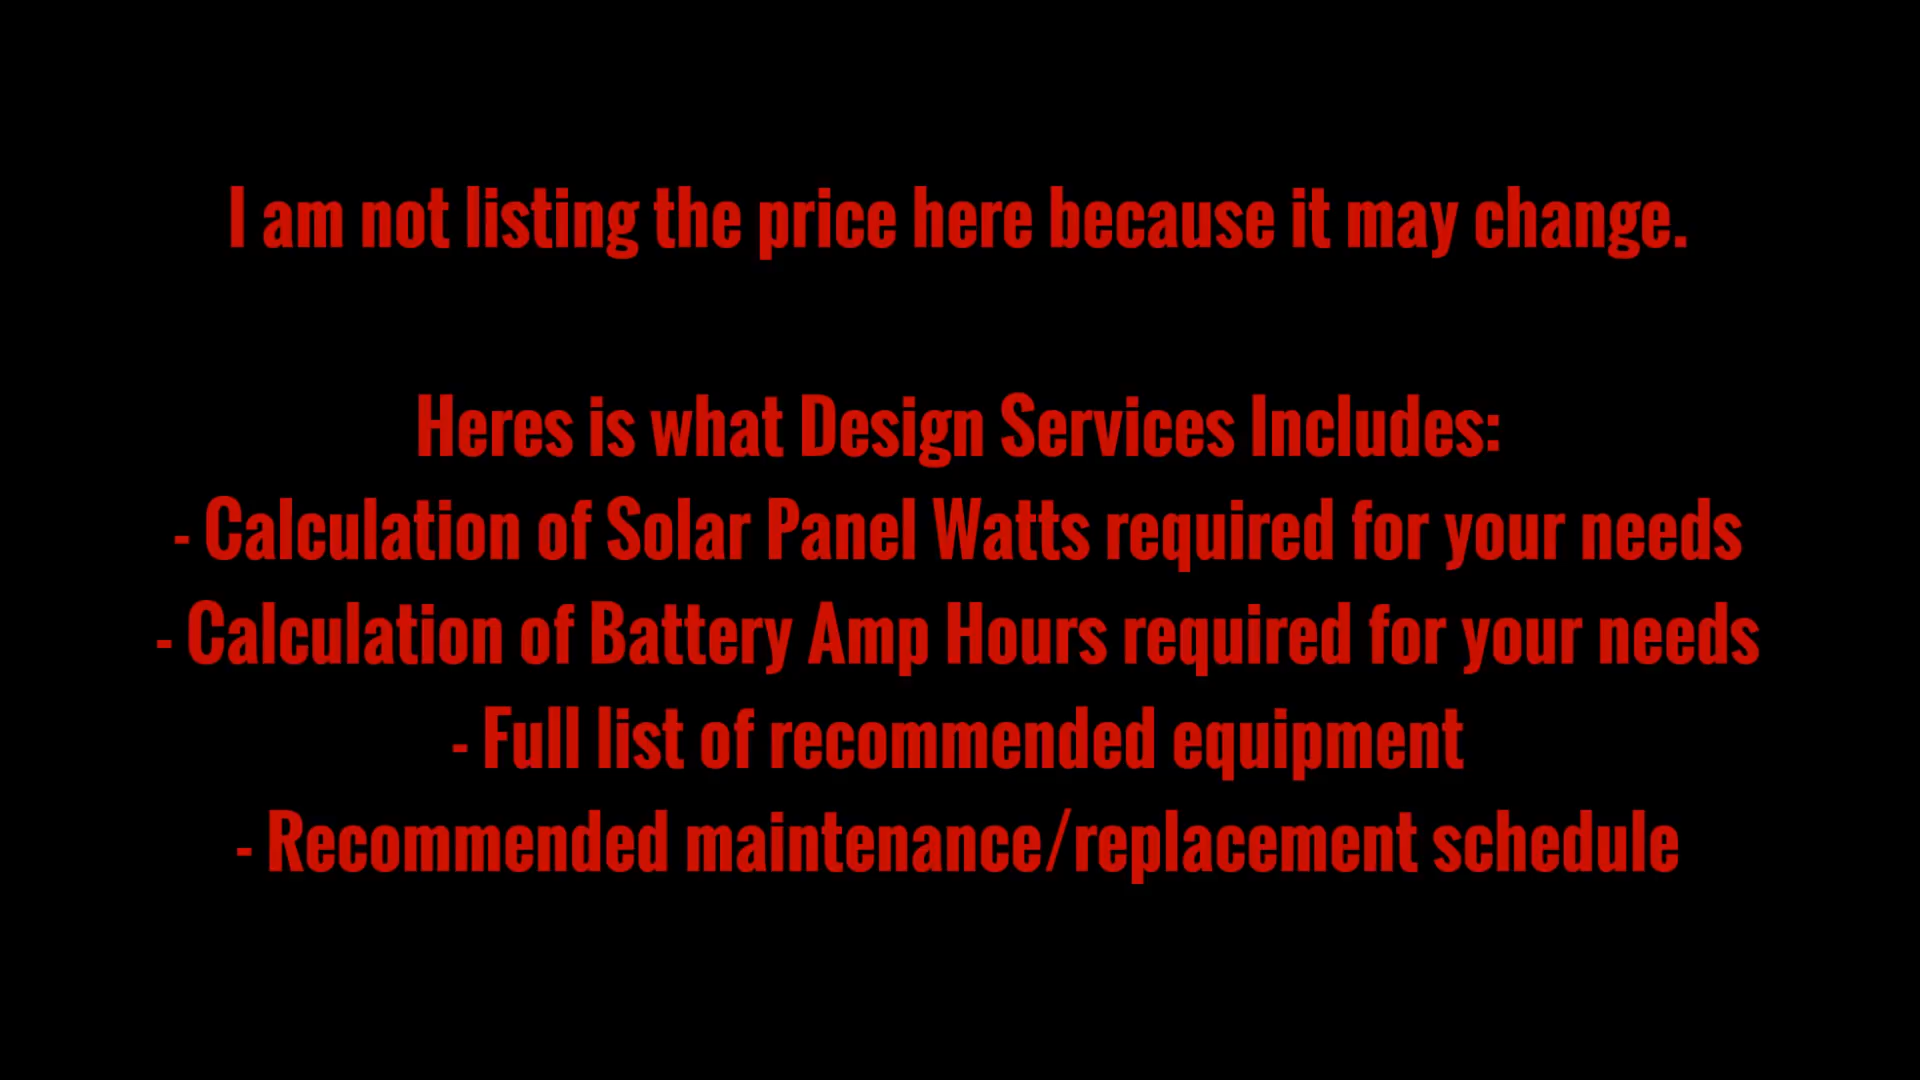 I am not listing the price here because it may change.
Heres is what Design Services Includes:
- Calculation of Solar Panel Watts required for your needs
- Calculation of Battery Amp Hours required for your needs
- Full list of recommended equipment
- Recommended maintenance/replacement schedule